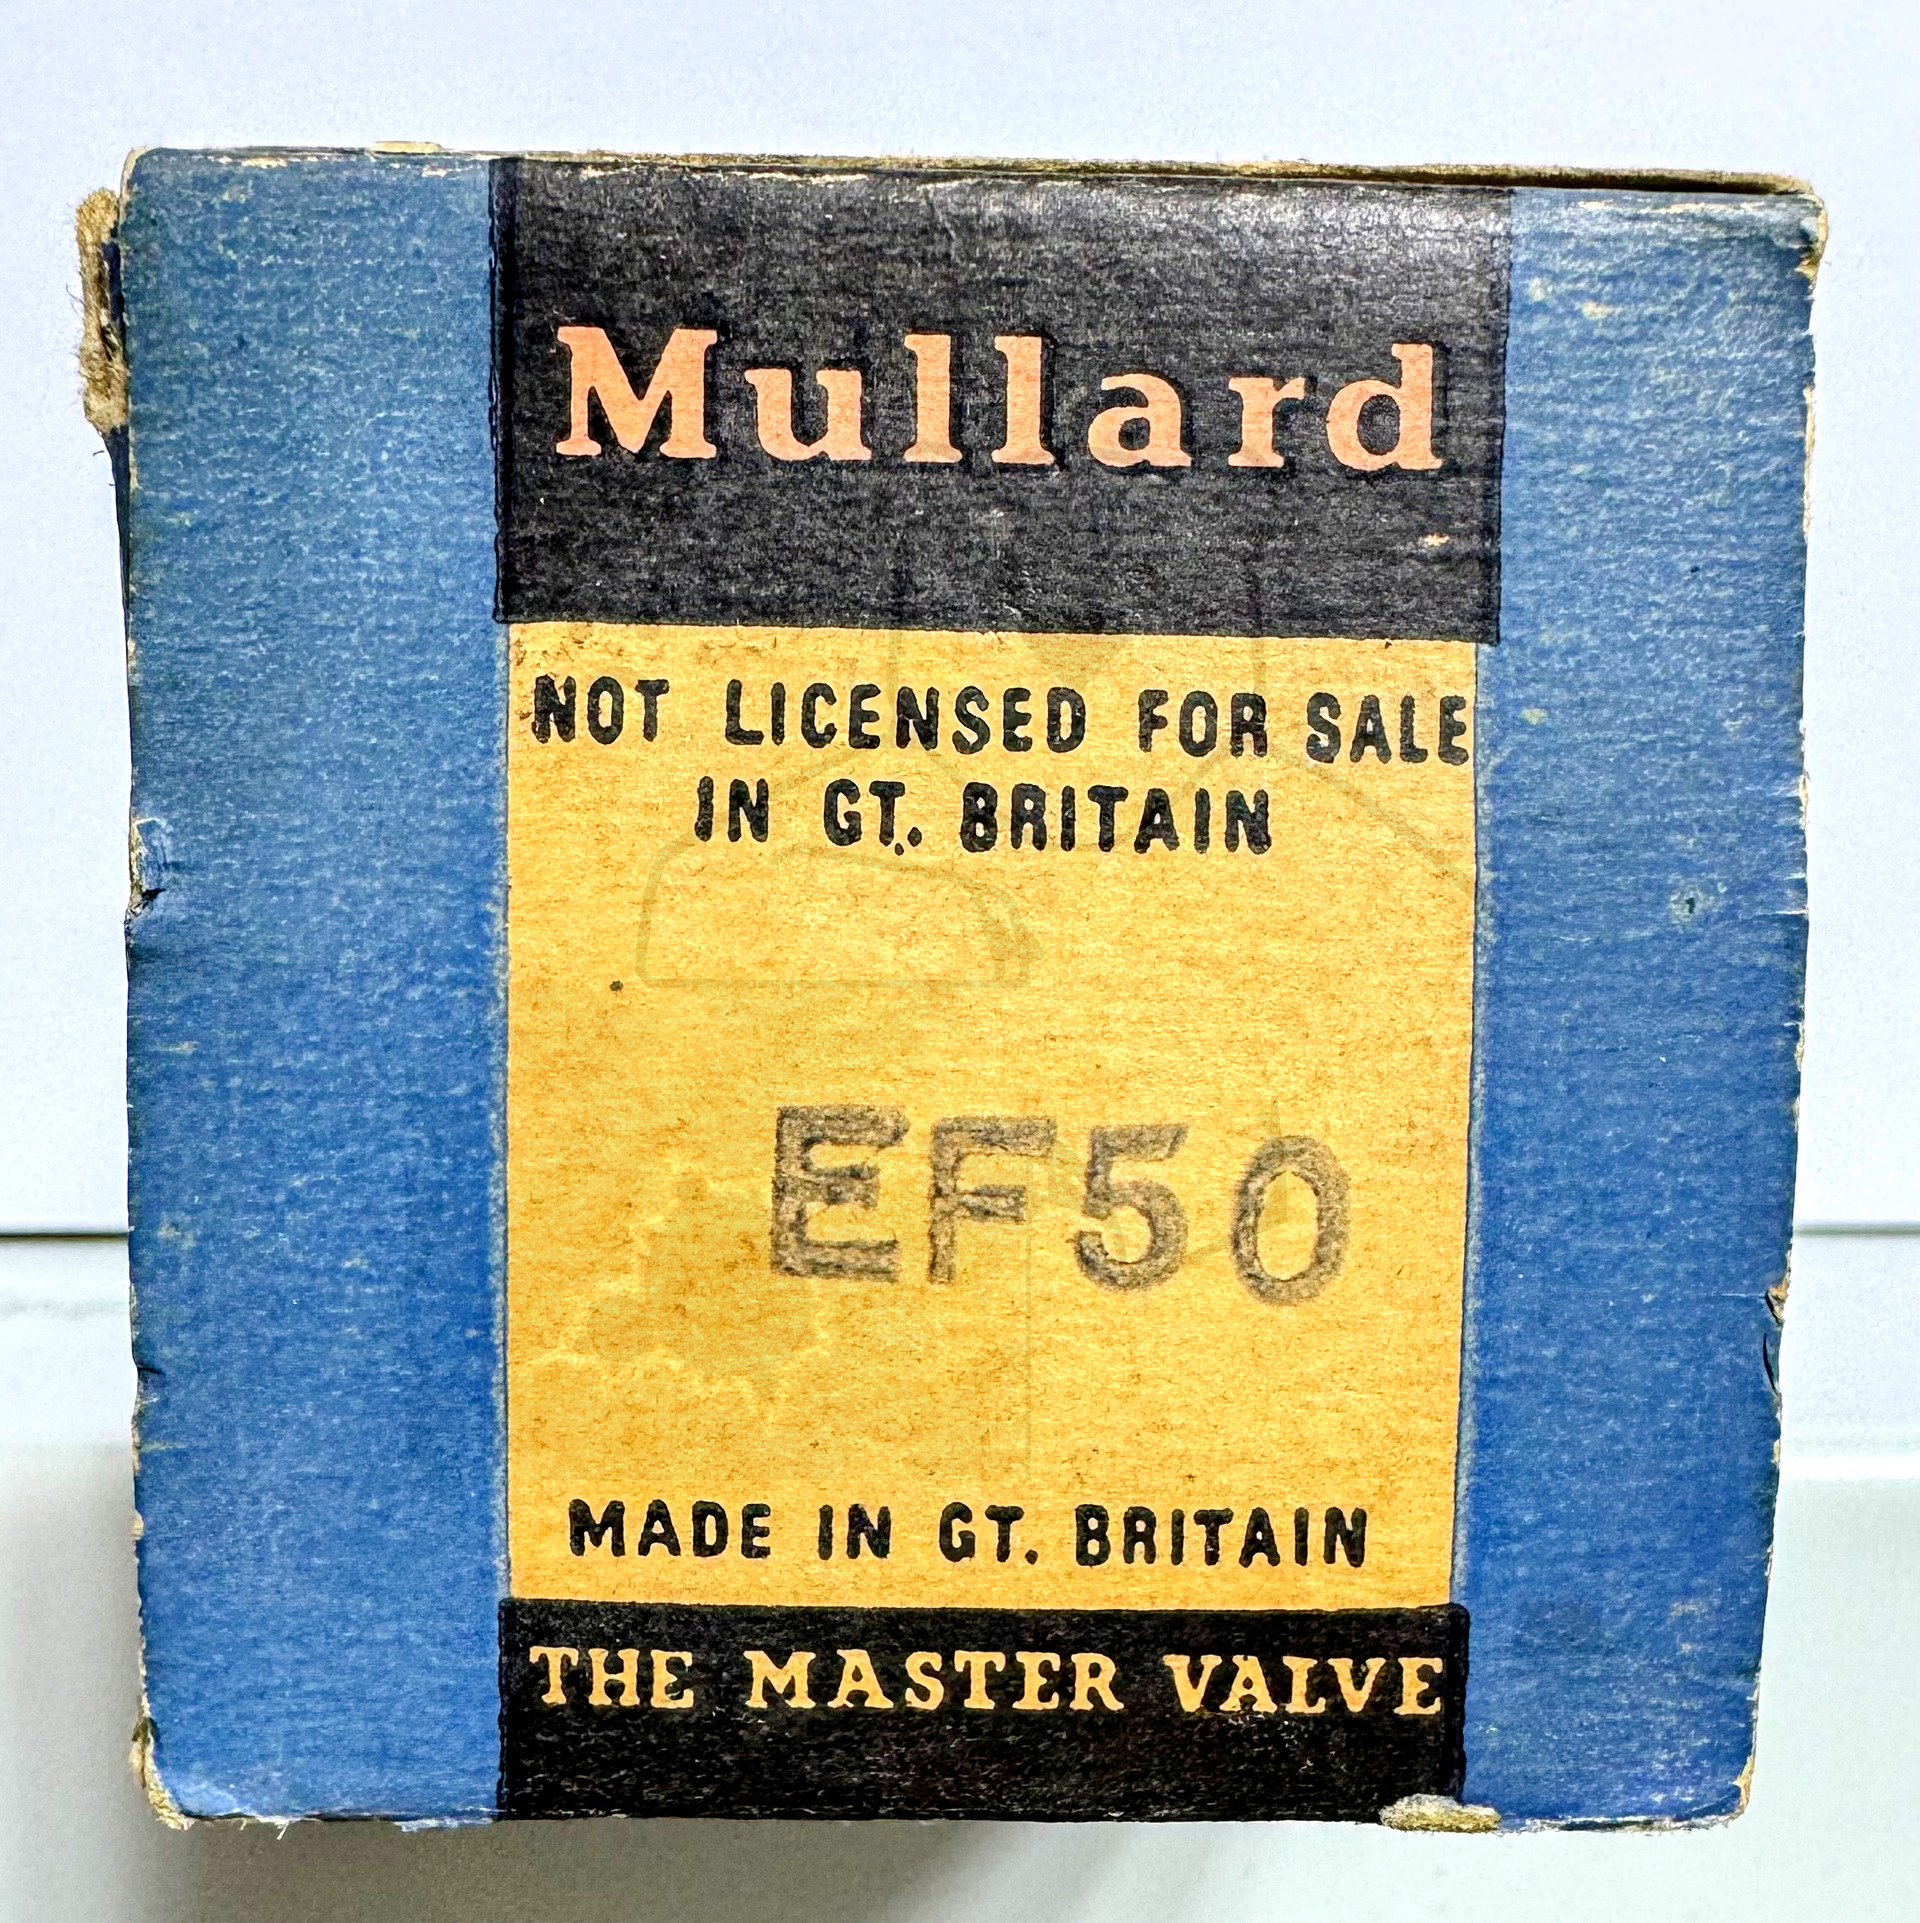 Mullard
NOT LICENSED FOR SALE
IN GT. BRITAIN
EF50
MADE IN GT. BRITAIN
THE MASTER VALVE